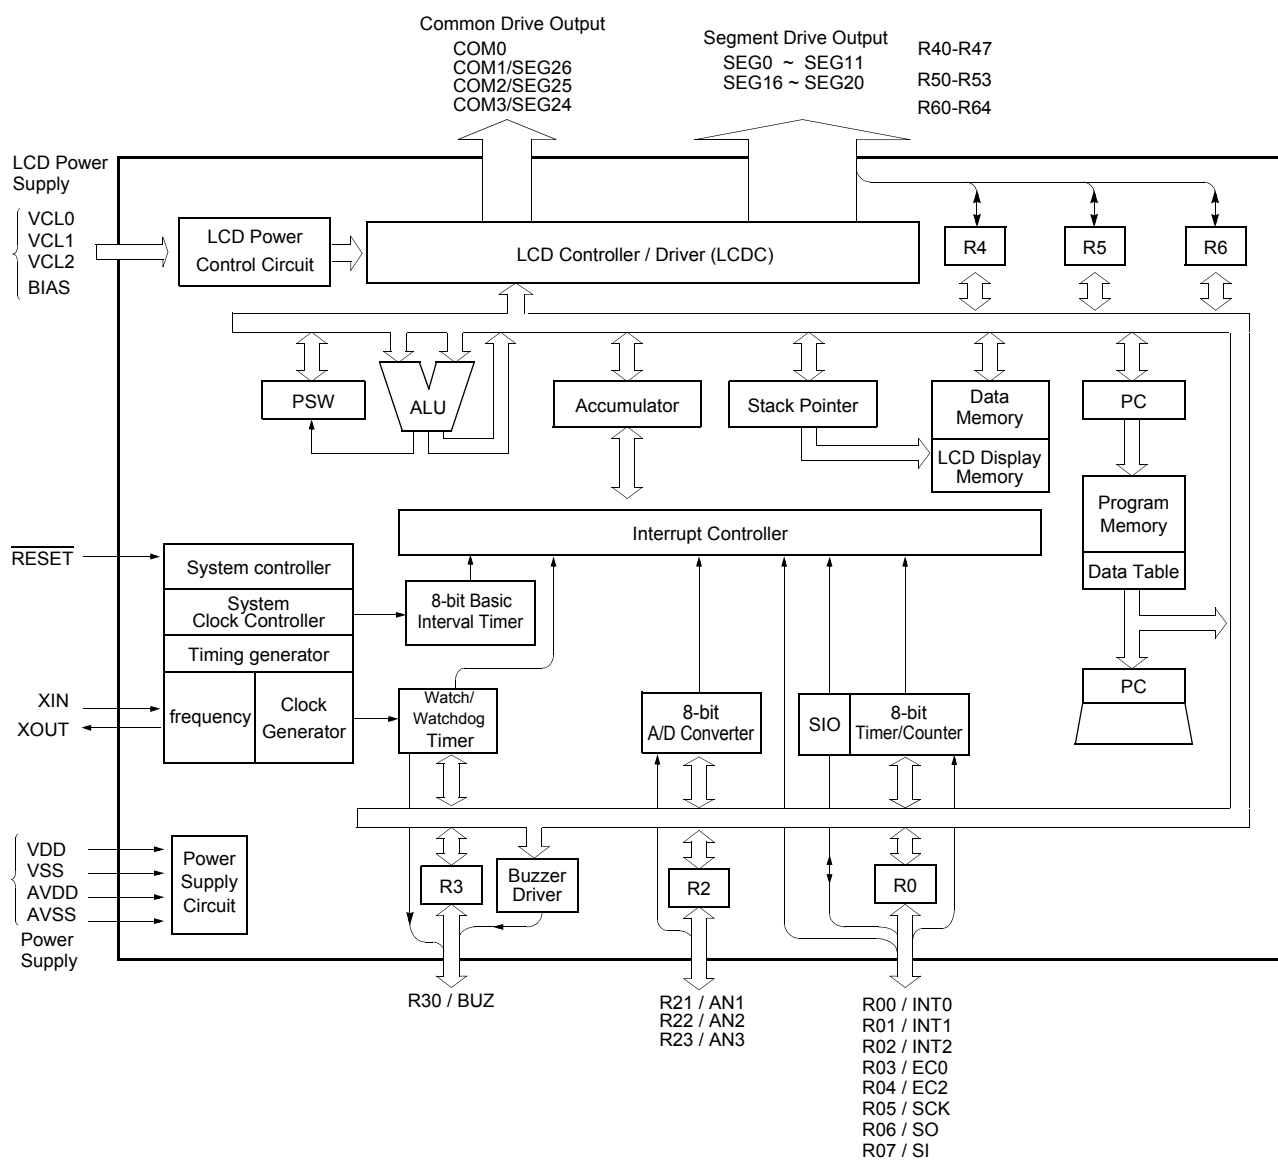 Common Drive Output
COM0
COM1/SEG26
COM2/SEG25
COM3/SEG24
Segment Drive Output
SEG0 ~ SEG11
SEG16 ~ SEG20
R40-R47
R50-R53
R60-R64
LCD Power
Supply
VCL0
VCL1
VCL2
BIAS
LCD Power
Control Circuit
LCD Controller / Driver (LCDC)
R4
R5
R6
PSW
ALU
Accumulator
Stack Pointer
Data
Memory
LCD Display
Memory
PC
Program
Memory
Data Table
PC
Interrupt Controller
RESET
System controller
System
Clock Controller
Timing generator
frequency
Clock
Generator
XIN
XOUT
8-bit Basic
Interval Timer
Watch/
Watchdog
Timer
8-bit
A/D Converter
SIO
8-bit
Timer/Counter
VDD
VSS
AVDD
AVSS
Power
Supply
Power
Supply
Circuit
R3
Buzzer
Driver
R2
R0
R30 / BUZ
R21 / AN1
R22 / AN2
R23 / AN3
R00 / INT0
R01 / INT1
R02 / INT2
R03 / EC0
R04 / EC2
R05 / SCK
R06 / SO
R07 / SI